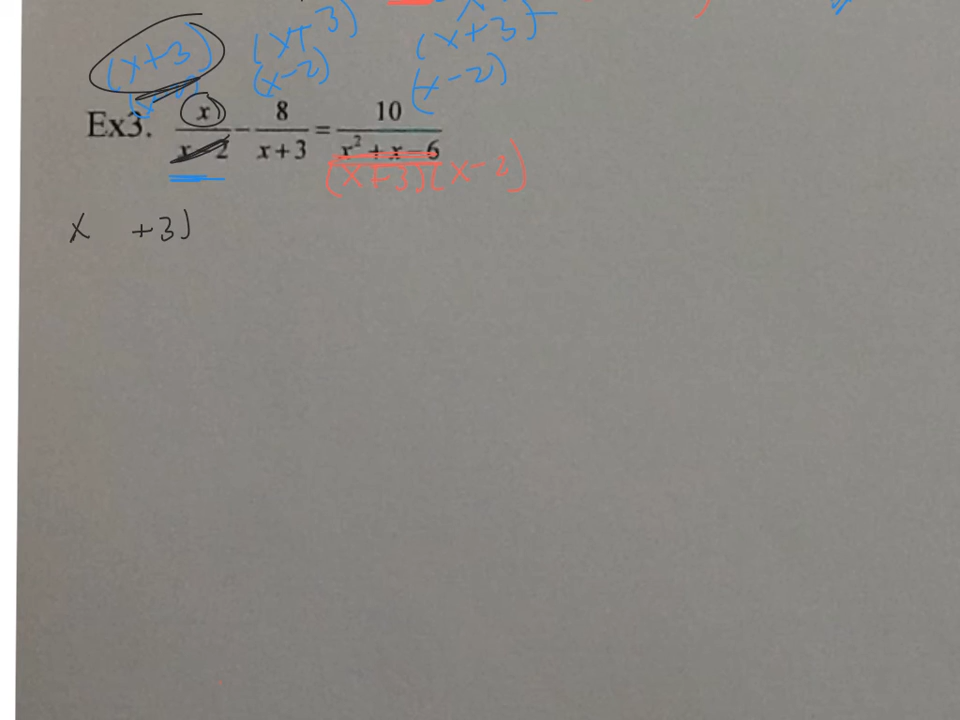 (x+3) (x+3) (x+3)
(x-2) (x-2)
Ex3. x/(x-2) - 8/(x+3) = 10/(x² + x - 6)
(x+3)(x-2)
x +3)